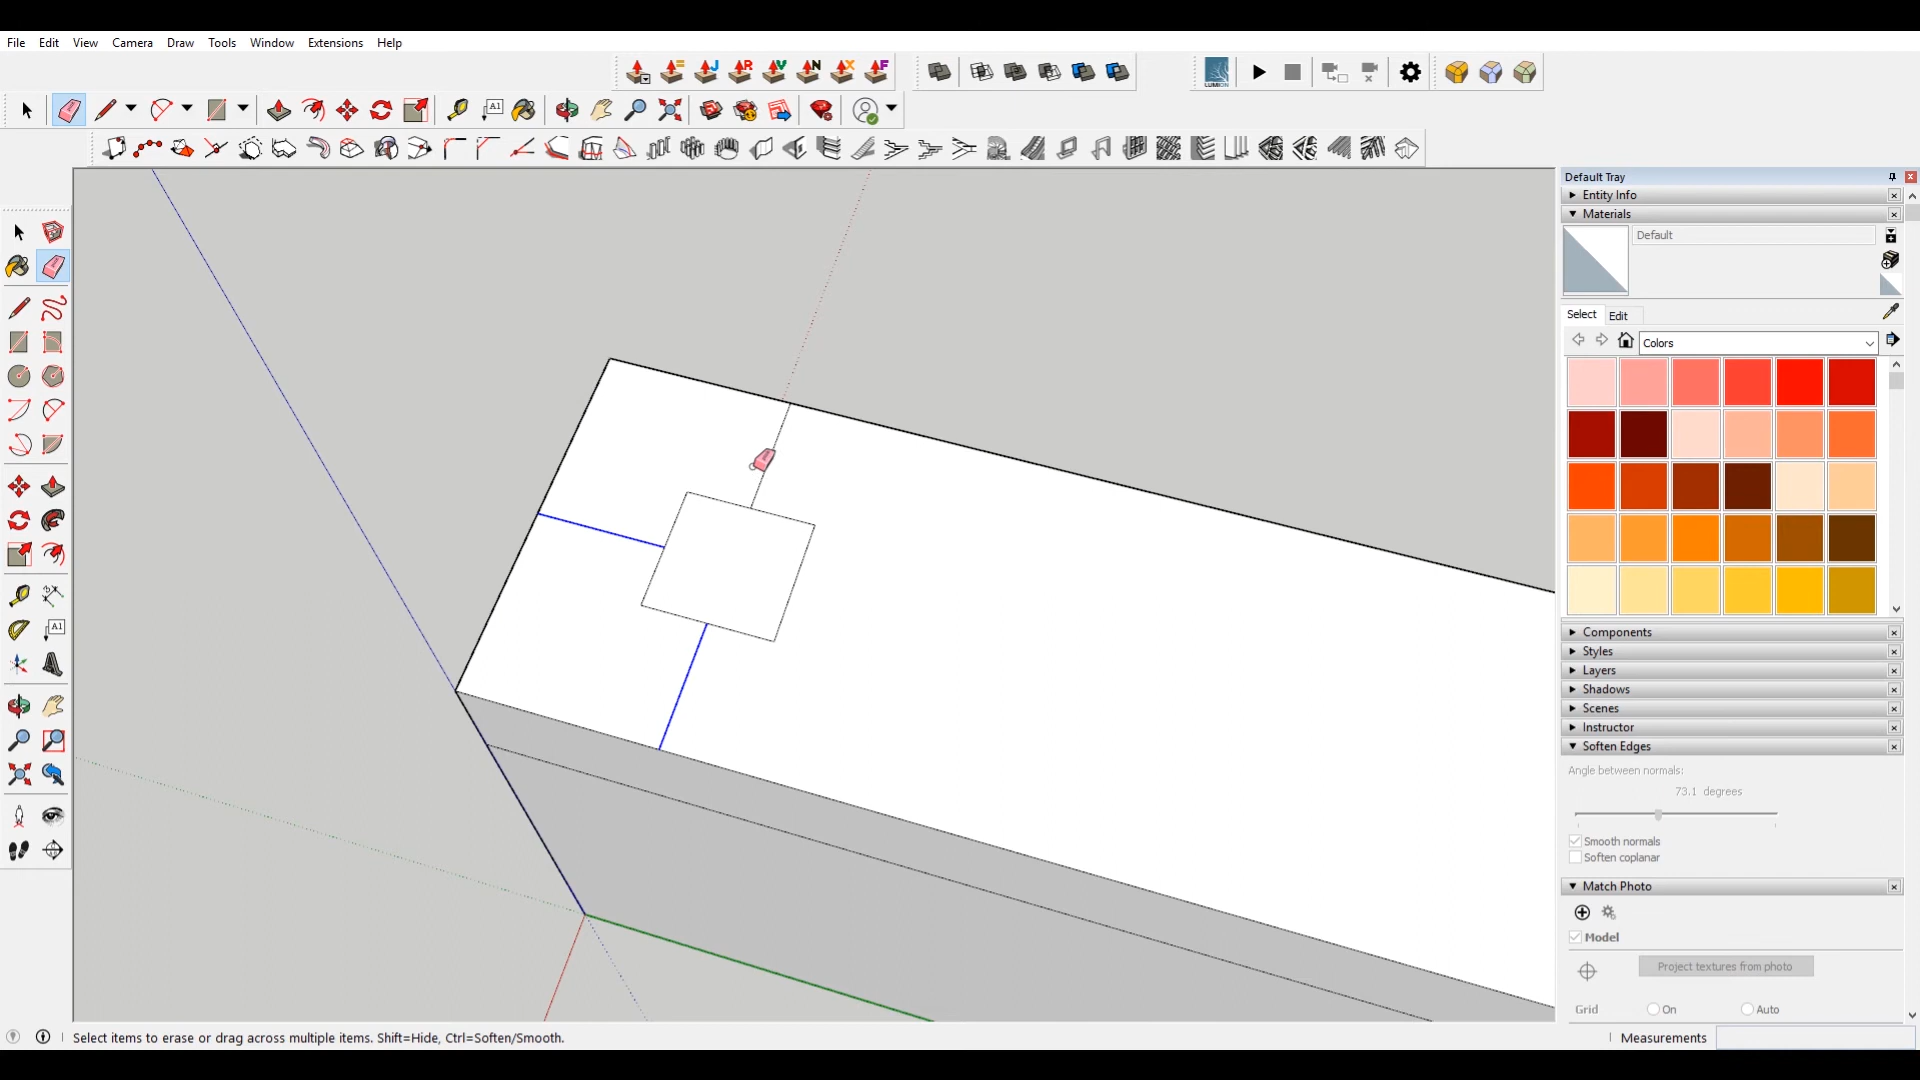 File Edit View Camera Draw Tools Window Extensions Help
J R V N X F
LUMION
A1
Default Tray
Entity Info
Materials
Default
Select Edit
Colors
A1
Components
Styles
Layers
Shadows
Scenes
Instructor
Soften Edges
Angle between normals:
73.1 degrees
Smooth normals
Soften coplanar
Match Photo
Model
Project textures from photo
Grid On Auto
Select items to erase or drag across multiple items. Shift=Hide, Ctrl=Soften/Smooth. Measurements